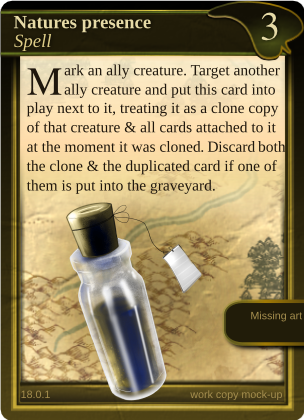 Natures presence
Spell
3
Mark an ally creature. Target another
ally creature and put this card into
play next to it, treating it as a clone copy
of that creature & all cards attached to it
at the moment it was cloned. Discard both
the clone & the duplicated card if one of
them is put into the graveyard.
Missing art
18.0.1
work copy mock-up